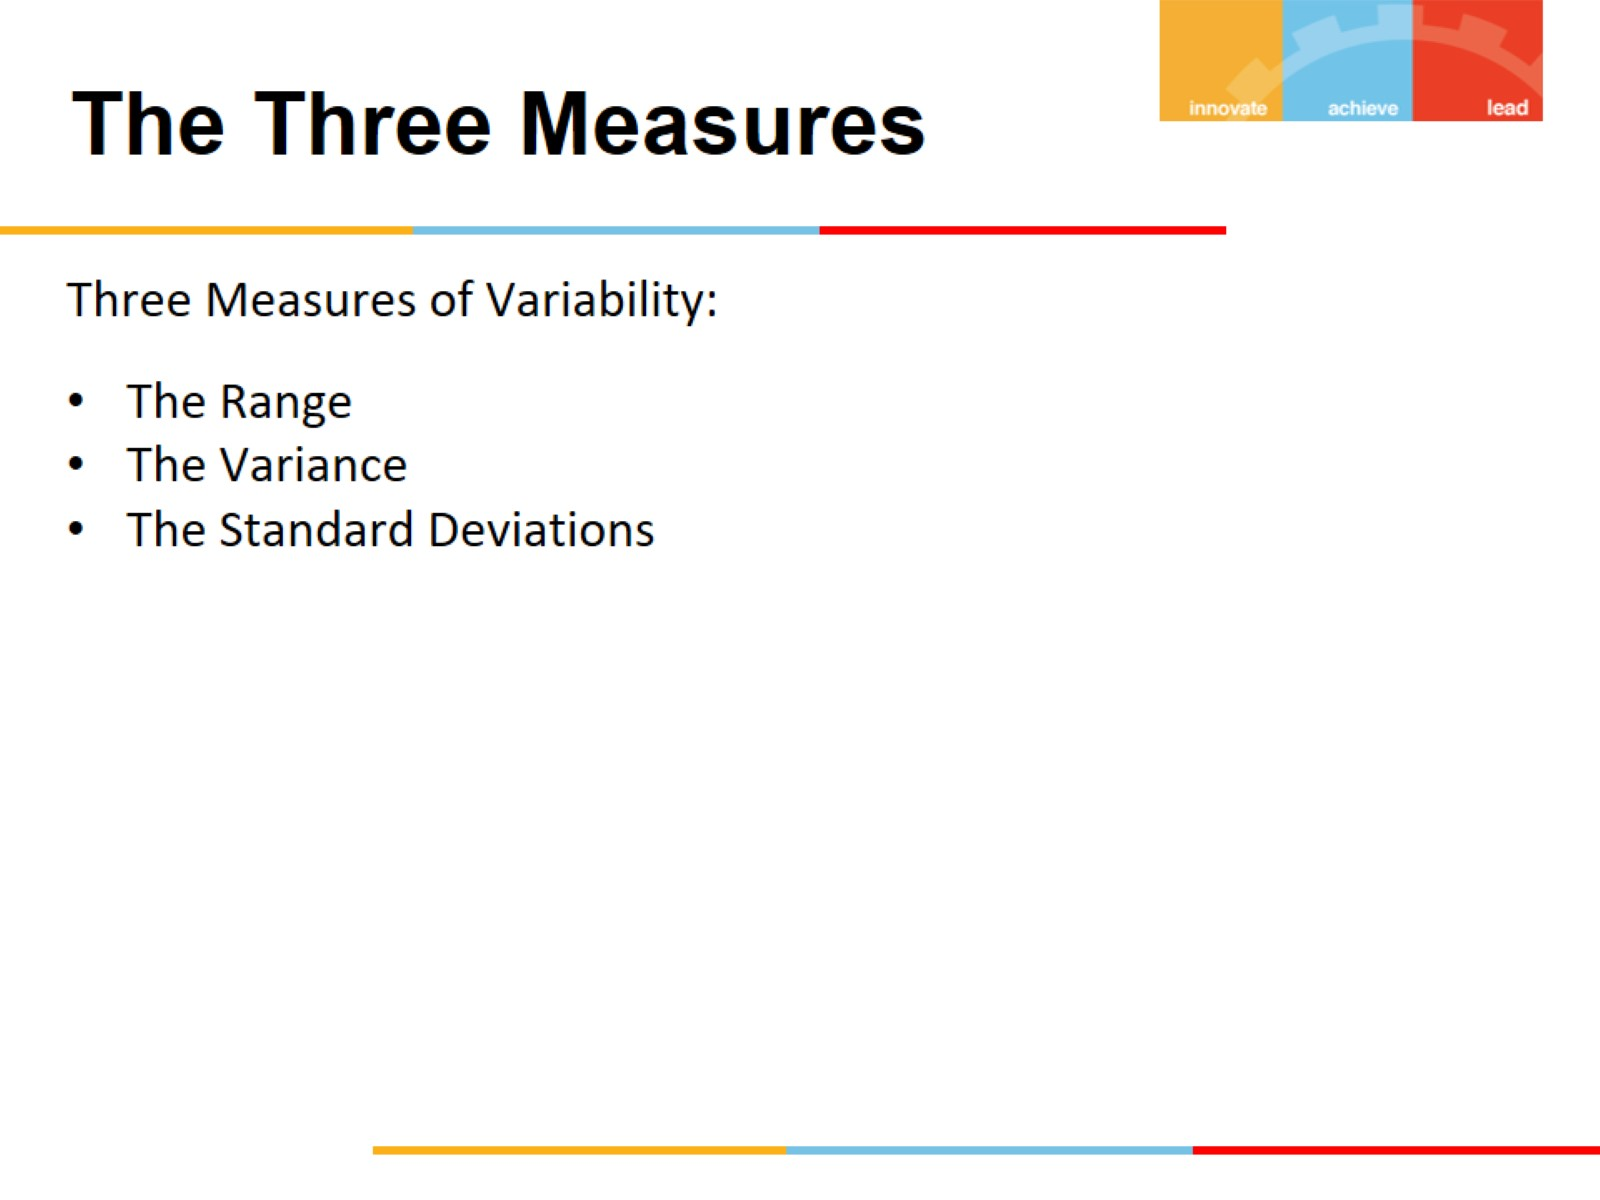 The Three Measures
innovate achieve lead
Three Measures of Variability:
• The Range
• The Variance
• The Standard Deviations